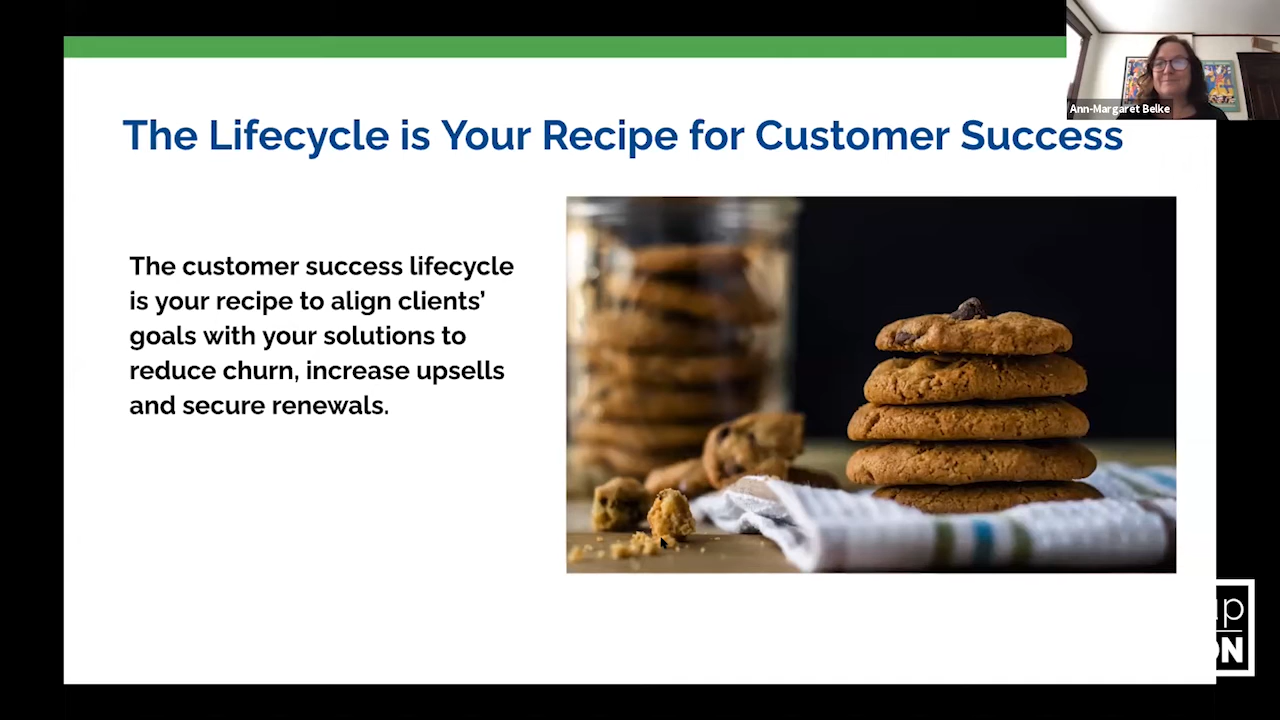 The Lifecycle is Your Recipe for Customer Success
Ann-Margaret Belke
The customer success lifecycle
is your recipe to align clients’
goals with your solutions to
reduce churn, increase upsells
and secure renewals.